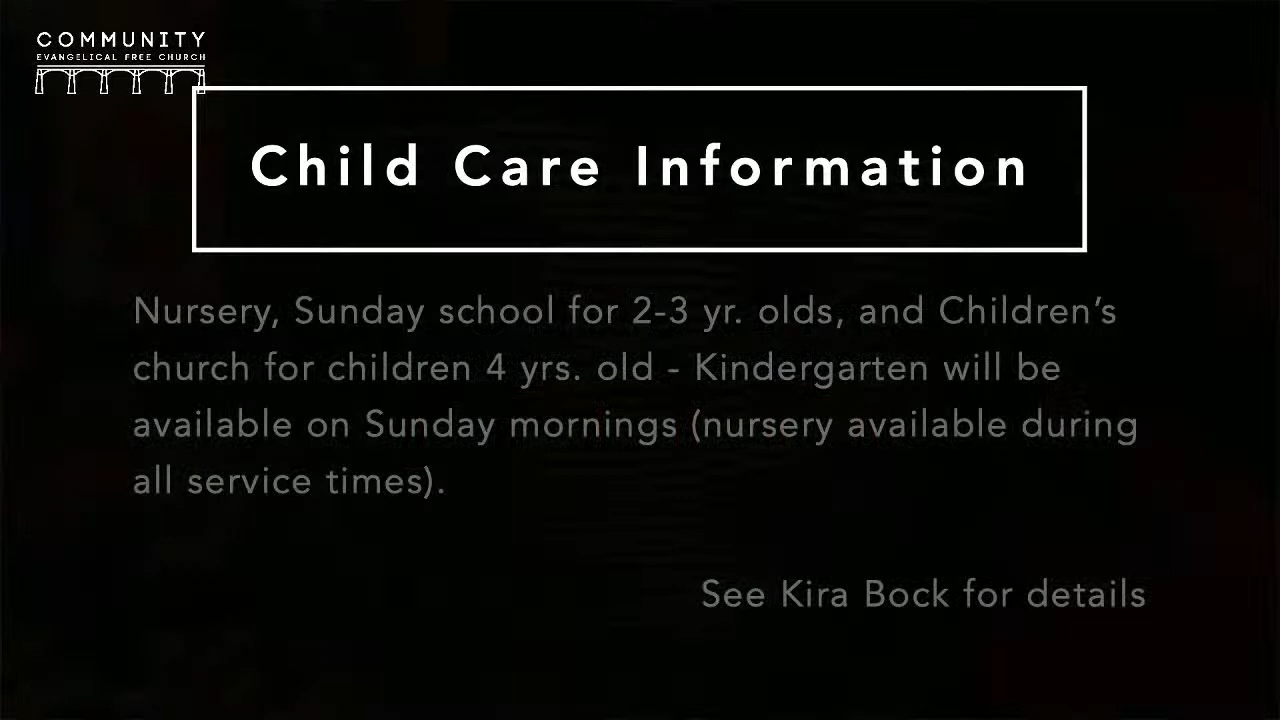 COMMUNITY
EVANGELICAL FREE CHURCH
Child Care Information
Nursery, Sunday school for 2-3 yr. olds, and Children’s
church for children 4 yrs. old - Kindergarten will be
available on Sunday mornings (nursery available during
all service times).
See Kira Bock for details